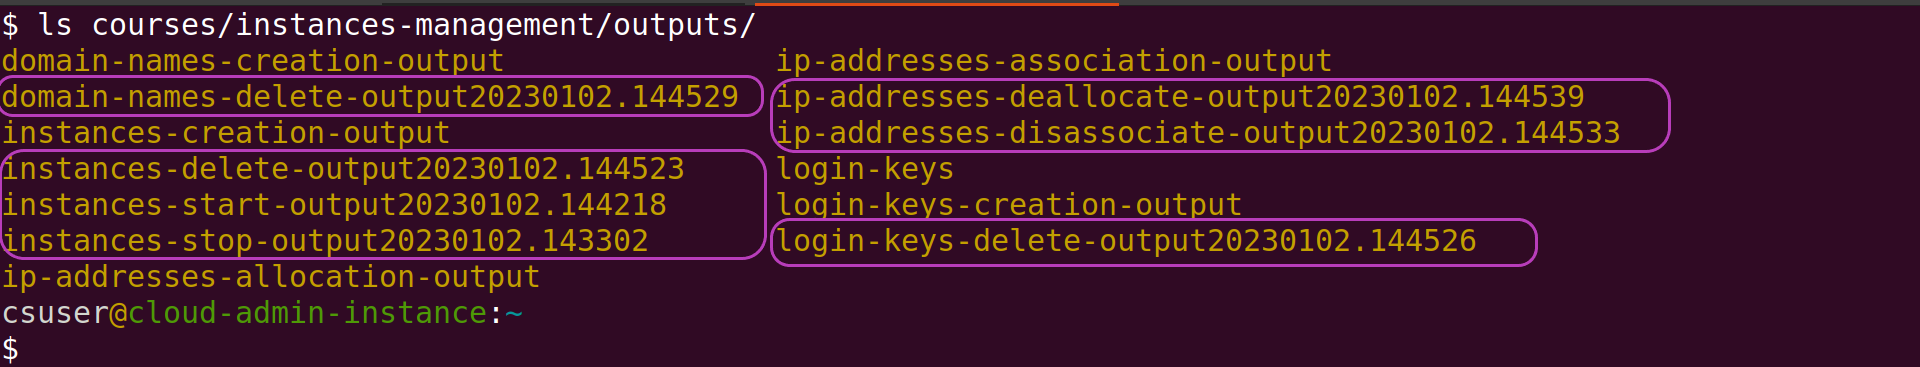 $ ls courses/instances-management/outputs/
domain-names-creation-output ip-addresses-association-output
domain-names-delete-output20230102.144529 ip-addresses-deallocate-output20230102.144539
instances-creation-output ip-addresses-disassociate-output20230102.144533
instances-delete-output20230102.144523 login-keys
instances-start-output20230102.144218 login-keys-creation-output
instances-stop-output20230102.143302 login-keys-delete-output20230102.144526
ip-addresses-allocation-output
csuser@cloud-admin-instance:~
$